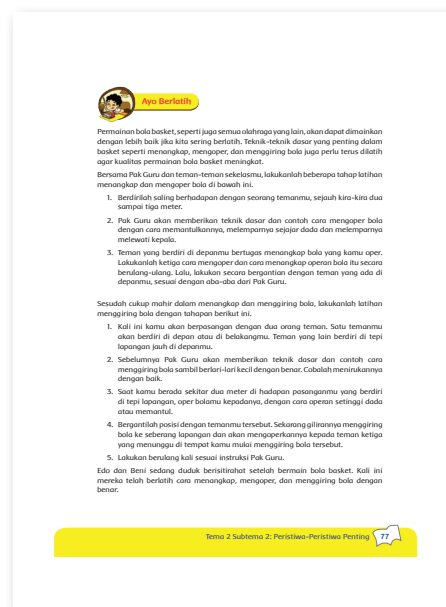 Ayo Berlatih
Permainan bola basket, seperti juga semua olahraga yang lain, akan dapat dimainkan
dengan lebih baik jika kita sering berlatih. Teknik-teknik dasar yang penting dalam
basket seperti menangkap, mengoper, dan menggiring bola juga perlu terus dilatih
agar kualitas permainan bola basket meningkat.
Bersama Pak Guru dan teman-teman sekelasmu, lakukanlah beberapa tahap latihan
menangkap dan mengoper bola di bawah ini.
1. Berdirilah saling berhadapan dengan seorang temanmu, sejauh kira-kira dua
sampai tiga meter.
2. Pak Guru akan memberikan teknik dasar dan contoh cara mengoper bola
dengan cara memantulkannya, melemparnya sejajar dada dan melemparnya
melewati kepala.
3. Teman yang berdiri di depanmu bertugas menangkap bola yang kamu oper.
Lakukanlah ketiga cara mengoper dan cara menangkap operan bola itu secara
berulang-ulang. Lalu, lakukan secara bergantian dengan teman yang ada di
depanmu, sesuai dengan aba-aba dari Pak Guru.
Sesudah cukup mahir dalam menangkap dan menggiring bola, lakukanlah latihan
menggiring bola dengan tahapan berikut ini.
1. Kali ini kamu akan berpasangan dengan dua orang teman. Satu temanmu
akan berdiri di depan atau di belakangmu. Teman yang lain berdiri di tepi
lapangan jauh di depanmu.
2. Sebelumnya Pak Guru akan memberikan teknik dasar dan contoh cara
menggiring bola sambil berlari-lari kecil dengan benar. Cobalah menirukannya
dengan baik.
3. Saat kamu berada sekitar dua meter di hadapan pasanganmu yang berdiri
di tepi lapangan, oper bolamu kepadanya, dengan cara operan setinggi dada
atau memantul.
4. Bergantilah posisi dengan temanmu tersebut. Sekarang gilirannya menggiring
bola ke seberang lapangan dan akan mengoperkannya kepada teman ketiga
yang menunggu di tempat kamu mulai menggiring bola tersebut.
5. Lakukan berulang kali sesuai instruksi Pak Guru.
Edo dan Beni sedang duduk berisitirahat setelah bermain bola basket. Kali ini
mereka telah berlatih cara menangkap, mengoper, dan menggiring bola dengan
benar.
Tema 2 Subtema 2: Peristiwa-Peristiwa Penting 77